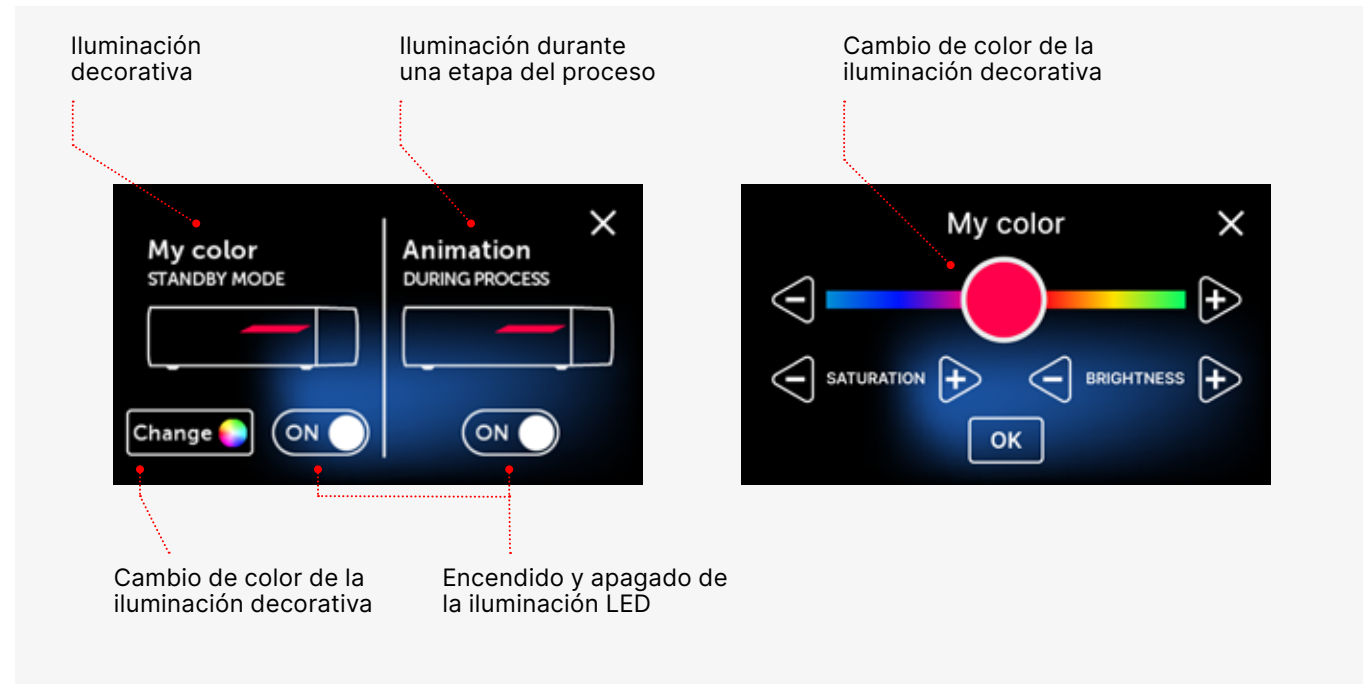 Iluminación
decorativa
Iluminación durante
una etapa del proceso
Cambio de color de la
iluminación decorativa
My color
STANDBY MODE
Animation
DURING PROCESS
Change
ON
ON
My color
SATURATION
BRIGHTNESS
OK
Cambio de color de la
iluminación decorativa
Encendido y apagado de
la iluminación LED